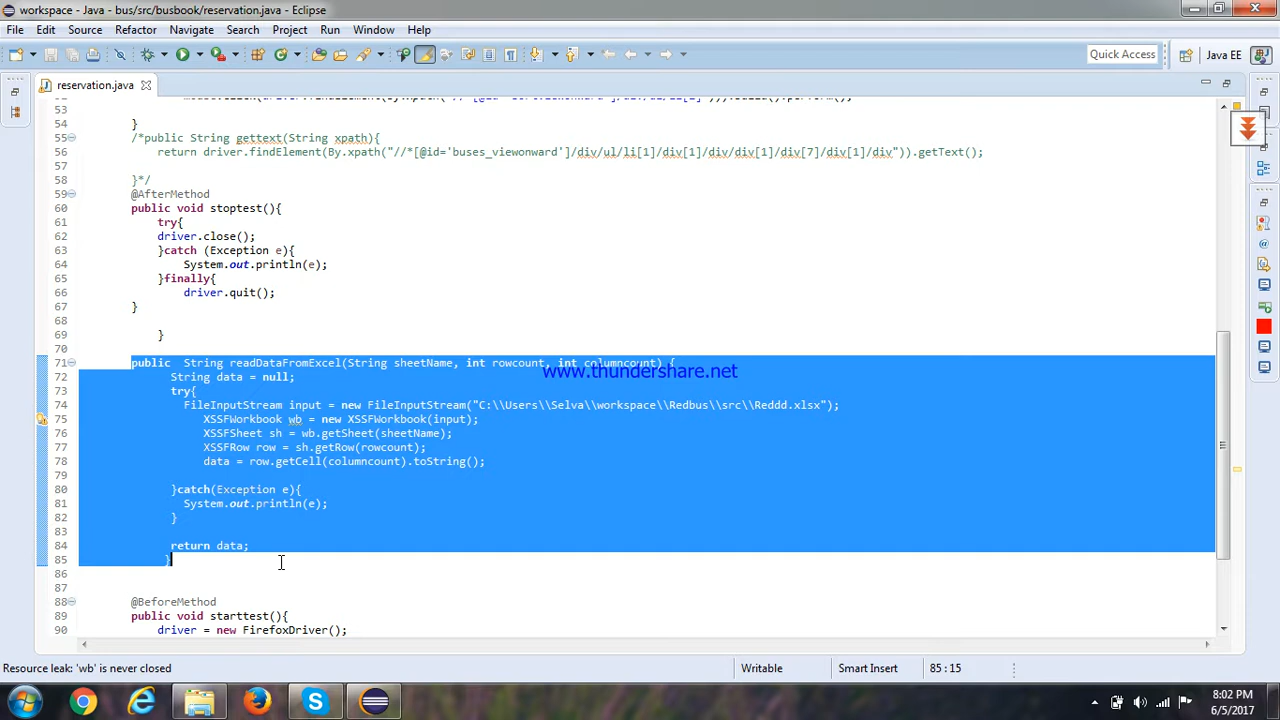 workspace - Java - bus/src/busbook/reservation.java - Eclipse
File Edit Source Refactor Navigate Search Project Run Window Help
Quick Access
Java EE
reservation.java
53
54 }
55 /*public String gettext(String xpath){
56 return driver.findElement(By.xpath("//*[@id='buses_viewonward']/div/ul/li[1]/div[1]/div/div[1]/div[7]/div[1]/div")).getText();
57
58 }*/
59 @AfterMethod
60 public void stoptest(){
61 try{
62 driver.close();
63 }catch (Exception e){
64 System.out.println(e);
65 }finally{
66 driver.quit();
67 }
68
69 }
70
71 public String readDataFromExcel(String sheetName, int rowcount, int columncount) {
www.thundershare.net
72 String data = null;
73 try{
74 FileInputStream input = new FileInputStream("C:\\Users\\Selva\\workspace\\Redbus\\src\\Reddd.xlsx");
75 XSSFWorkbook wb = new XSSFWorkbook(input);
76 XSSFSheet sh = wb.getSheet(sheetName);
77 XSSFRow row = sh.getRow(rowcount);
78 data = row.getCell(columncount).toString();
79
80 }catch(Exception e){
81 System.out.println(e);
82 }
83
84 return data;
85 }
86
87
88 @BeforeMethod
89 public void starttest(){
90 driver = new FirefoxDriver();
Resource leak: 'wb' is never closed
Writable
Smart Insert
85 : 15
8:02 PM
6/5/2017